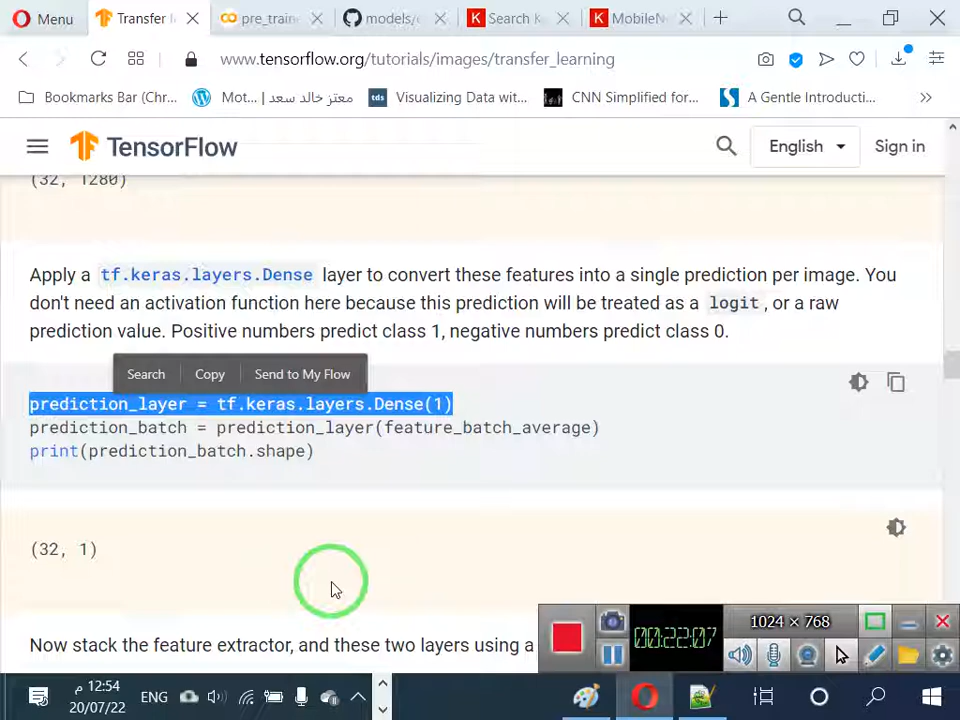 Menu
Transfer l
pre_train
models/
Search K
MobileNe
www.tensorflow.org/tutorials/images/transfer_learning
Bookmarks Bar (Chr...
معتز خالد سعد | Mot...
tds
Visualizing Data wit...
CNN Simplified for...
A Gentle Introducti...
TensorFlow
English
Sign in
(32, 1280)
Apply a tf.keras.layers.Dense layer to convert these features into a single prediction per image. You
don't need an activation function here because this prediction will be treated as a logit, or a raw
prediction value. Positive numbers predict class 1, negative numbers predict class 0.
Search
Copy
Send to My Flow
prediction_layer = tf.keras.layers.Dense(1)
prediction_batch = prediction_layer(feature_batch_average)
print(prediction_batch.shape)
(32, 1)
Now stack the feature extractor, and these two layers using a
00:22:07
1024 × 768
12:54 م
20/07/22
ENG